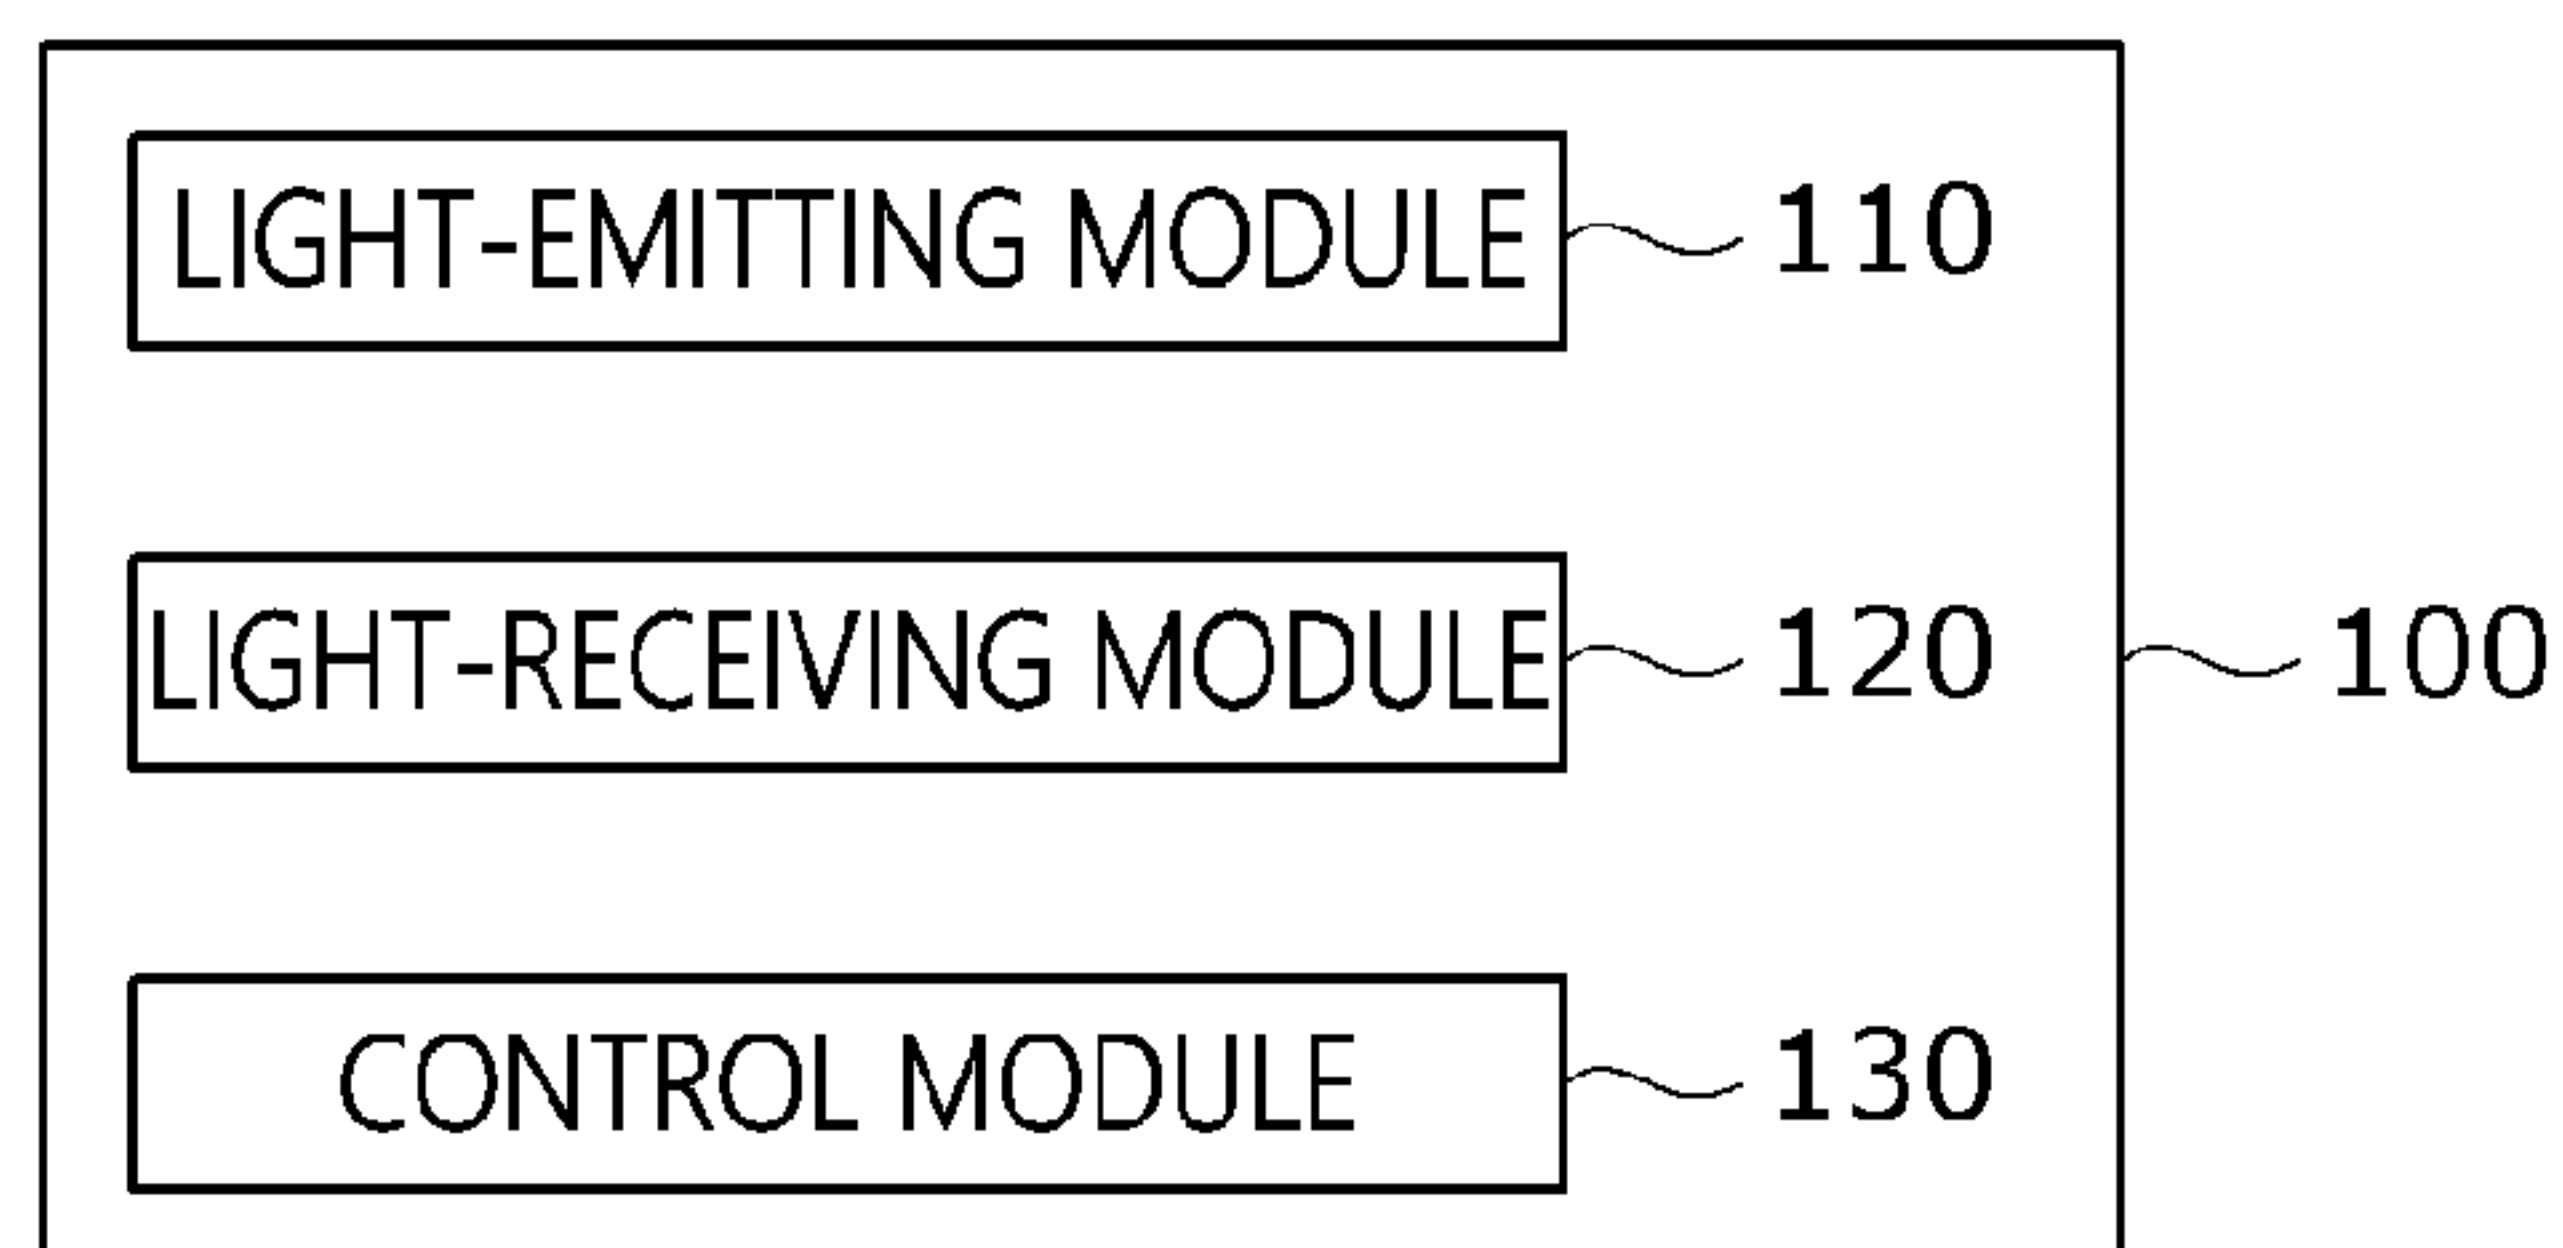 LIGHT-EMITTING MODULE 110
LIGHT-RECEIVING MODULE 120 100
CONTROL MODULE 130